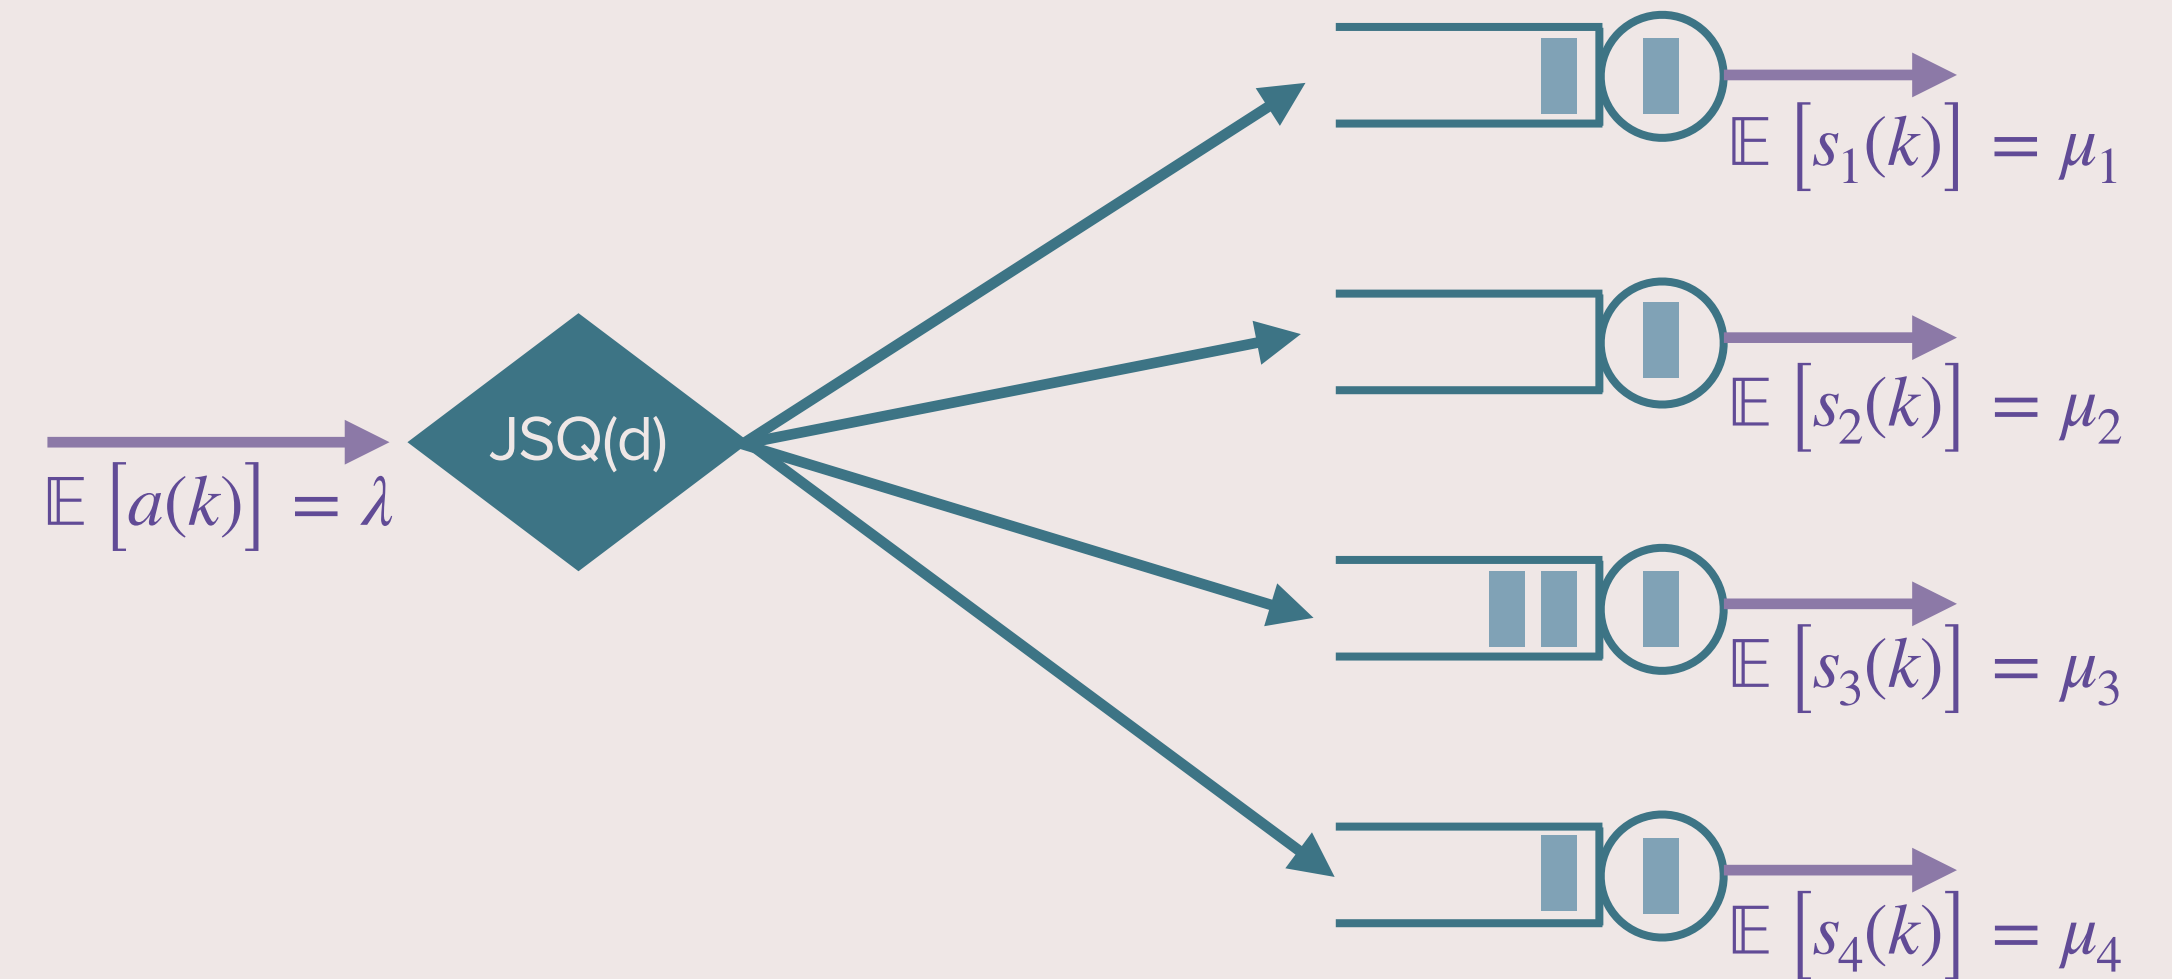 𝔼 [s₁(k)] = μ₁
𝔼 [s₂(k)] = μ₂
JSQ(d)
𝔼 [a(k)] = λ
𝔼 [s₃(k)] = μ₃
𝔼 [s₄(k)] = μ₄